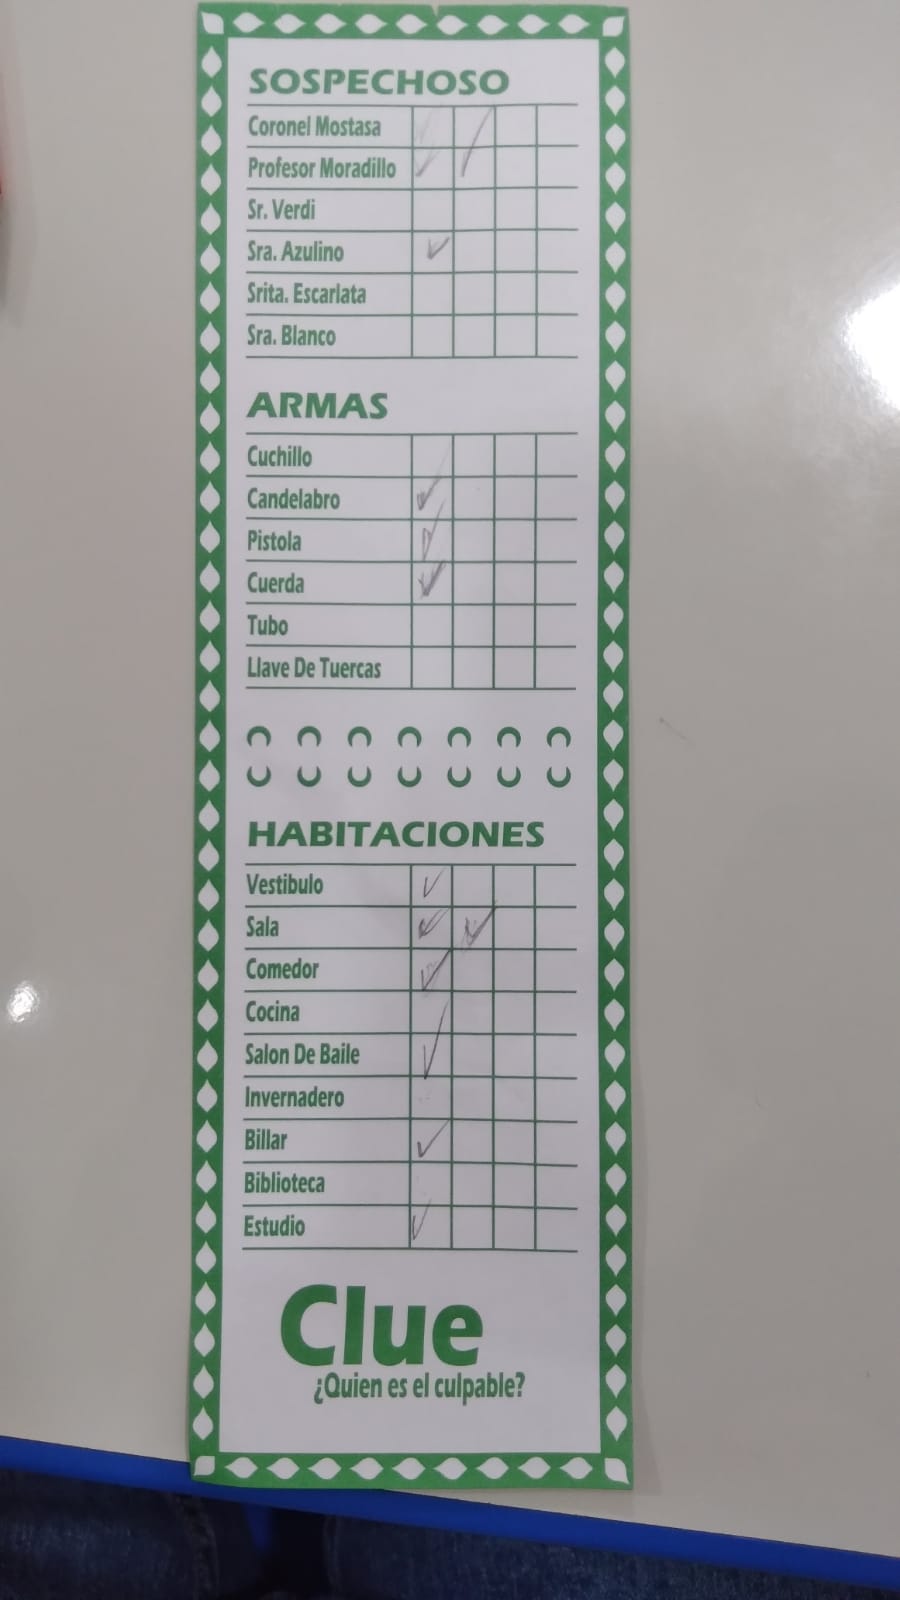 SOSPECHOSO
Coronel Mostasa
Profesor Moradillo
Sr. Verdi
Sra. Azulino
Srita. Escarlata
Sra. Blanco
ARMAS
Cuchillo
Candelabro
Pistola
Cuerda
Tubo
Llave De Tuercas
HABITACIONES
Vestibulo
Sala
Comedor
Cocina
Salon De Baile
Invernadero
Billar
Biblioteca
Estudio
Clue
¿Quien es el culpable?